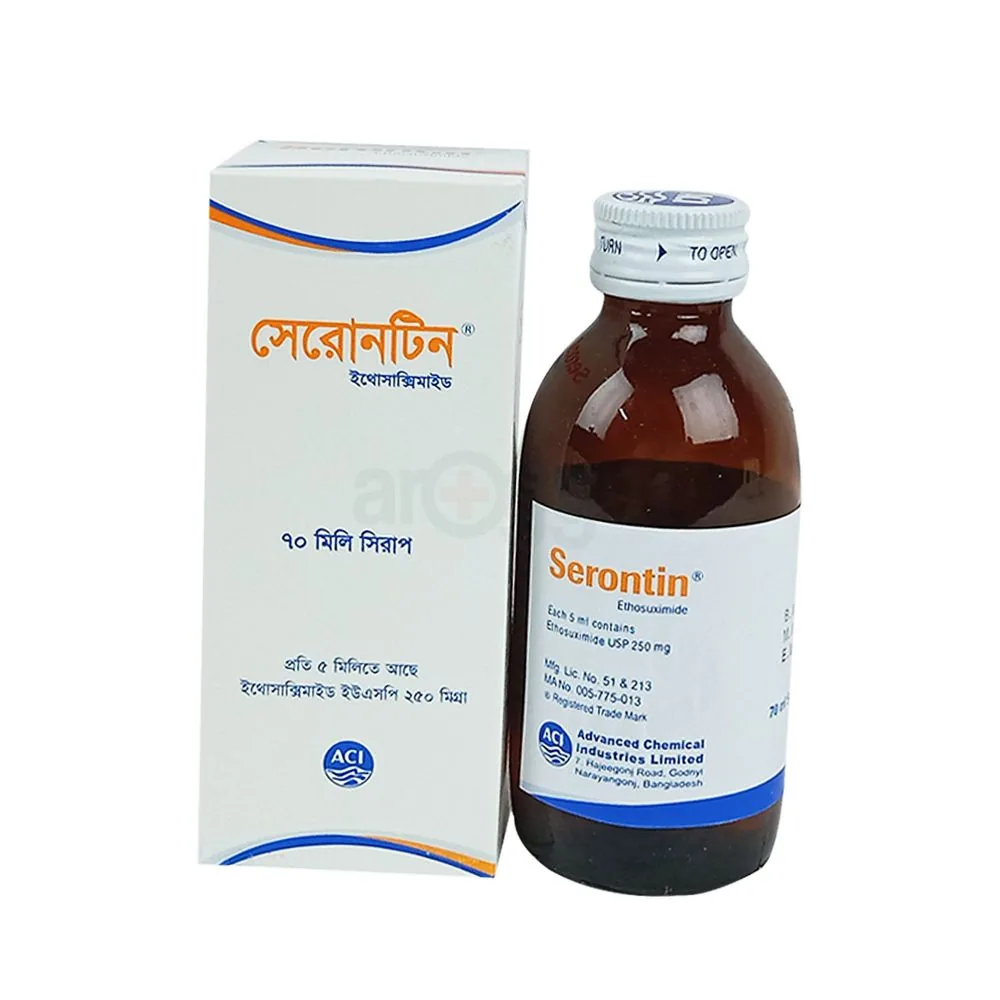 সেরোনটিন®
ইথোসাক্সিমাইড
৭০ মিলি সিরাপ
প্রতি ৫ মিলিতে আছে
ইথোসাক্সিমাইড ইউএসপি ২৫০ মিগ্রা
ACI
TURN TO OPEN
Serontin®
Ethosuximide
Each 5 ml contains
Ethosuximide USP 250 mg
Mfg. Lic. No. 51 & 213
MA No. 005-775-013
® Registered Trade Mark
ACI
Advanced Chemical
Industries Limited
7, Hajeegonj Road, Godnyl
Narayangonj, Bangladesh
70 ml